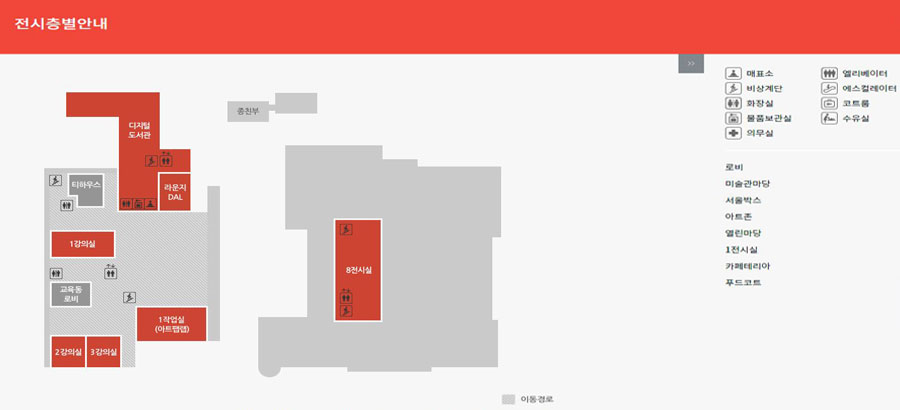 전시층별안내
>>
매표소
엘리베이터
비상계단
에스컬레이터
화장실
코트룸
물품보관실
수유실
의무실
로비
미술관마당
서울박스
아트존
열린마당
1전시실
카페테리아
푸드코트
종친부
디지털
도서관
티하우스
라운지
DAL
1강의실
교육동
로비
1작업실
(아트팹랩)
2강의실
3강의실
8전시실
이동경로